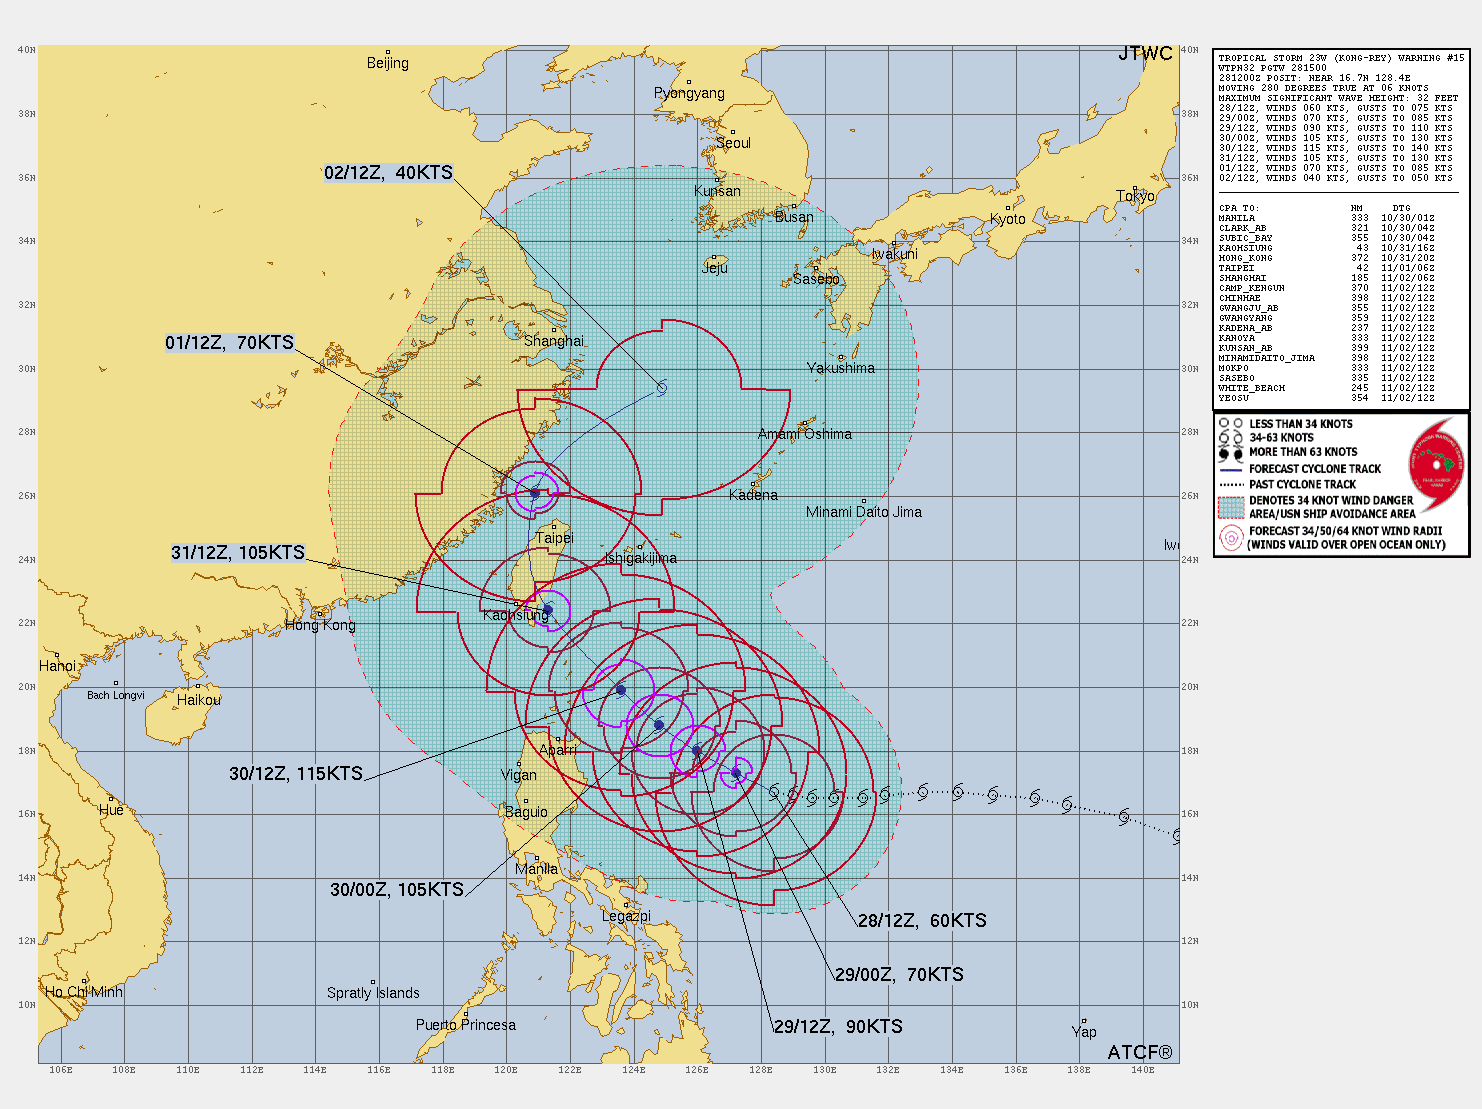 JTWC
40N
38N
36N
34N
32N
30N
28N
26N
24N
22N
20N
18N
16N
14N
12N
10N
40N
38N
36N
34N
32N
30N
28N
26N
24N
22N
20N
18N
16N
14N
12N
10N
Beijing
Pyongyang
Seoul
Kunsan
Busan
Tokyo
Kyoto
Iwakuni
Jeju
Sasebo
Shanghai
Yakushima
Amami Oshima
Kadena
Minami Daito Jima
Iw
Taipei
Ishigakijima
Kaohsiung
Hong Kong
Hanoi
Bach Longvi
Haikou
Aparri
Vigan
Baguio
Hue
Manila
Legazpi
Ho Chi Minh
Spratly Islands
Puerto Princesa
Yap
02/12Z, 40KTS
01/12Z, 70KTS
31/12Z, 105KTS
30/12Z, 115KTS
30/00Z, 105KTS
28/12Z, 60KTS
29/00Z, 70KTS
29/12Z, 90KTS
ATCF®
106E 108E 110E 112E 114E 116E 118E 120E 122E 124E 126E 128E 130E 132E 134E 136E 138E 140E
TROPICAL STORM 23W (KONG-REY) WARNING #15
WTPN32 PGTW 281500
281200Z POSIT: NEAR 16.7N 128.4E
MOVING 280 DEGREES TRUE AT 06 KNOTS
MAXIMUM SIGNIFICANT WAVE HEIGHT: 32 FEET
28/12Z, WINDS 060 KTS, GUSTS TO 075 KTS
29/00Z, WINDS 070 KTS, GUSTS TO 085 KTS
29/12Z, WINDS 090 KTS, GUSTS TO 110 KTS
30/00Z, WINDS 105 KTS, GUSTS TO 130 KTS
30/12Z, WINDS 115 KTS, GUSTS TO 140 KTS
31/12Z, WINDS 105 KTS, GUSTS TO 130 KTS
01/12Z, WINDS 070 KTS, GUSTS TO 085 KTS
02/12Z, WINDS 040 KTS, GUSTS TO 050 KTS
CPA TO: NM DTG
MANILA 333 10/30/01Z
CLARK_AB 321 10/30/04Z
SUBIC_BAY 355 10/30/04Z
KAOHSIUNG 43 10/31/16Z
HONG_KONG 372 10/31/20Z
TAIPEI 42 11/01/06Z
SHANGHAI 185 11/02/06Z
CAMP_KENGUN 370 11/02/12Z
CHINHAE 398 11/02/12Z
GWANGJU_AB 355 11/02/12Z
GWANGYANG 359 11/02/12Z
KADENA_AB 237 11/02/12Z
KANOYA 333 11/02/12Z
KUNSAN_AB 399 11/02/12Z
MINAMIDAITO_JIMA 398 11/02/12Z
MOKPO 333 11/02/12Z
SASEBO 335 11/02/12Z
WHITE_BEACH 245 11/02/12Z
YEOSU 354 11/02/12Z
LESS THAN 34 KNOTS
34-63 KNOTS
MORE THAN 63 KNOTS
FORECAST CYCLONE TRACK
PAST CYCLONE TRACK
DENOTES 34 KNOT WIND DANGER
AREA/USN SHIP AVOIDANCE AREA
FORECAST 34/50/64 KNOT WIND RADII
(WINDS VALID OVER OPEN OCEAN ONLY)